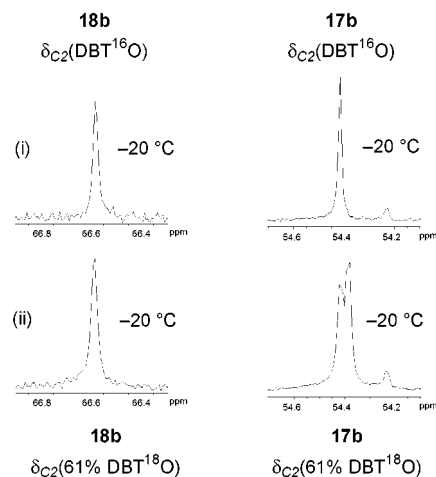 18b 17b
δC2(DBT¹⁶O) δC2(DBT¹⁶O)
(i) –20 °C –20 °C
66.8 66.6 66.4 ppm 54.6 54.4 54.2 ppm
(ii) –20 °C –20 °C
66.8 66.6 66.4 ppm 54.6 54.4 54.2 ppm
18b 17b
δC2(61% DBT¹⁸O) δC2(61% DBT¹⁸O)